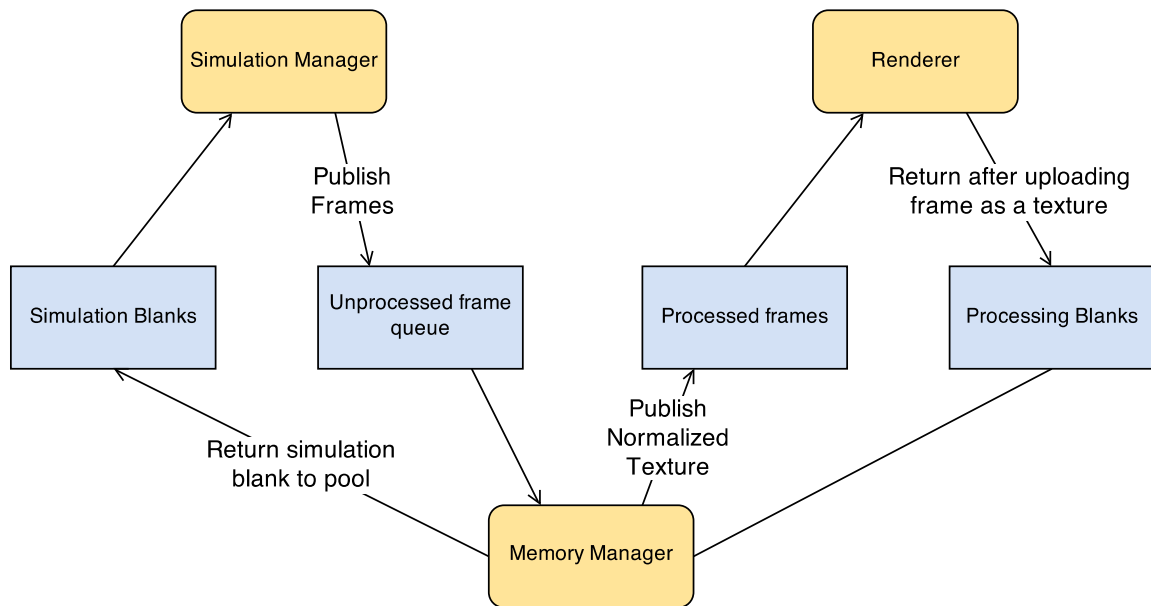 Simulation Manager
Renderer
Publish
Frames
Return after uploading
frame as a texture
Simulation Blanks
Unprocessed frame
queue
Processed frames
Processing Blanks
Return simulation
blank to pool
Publish
Normalized
Texture
Memory Manager